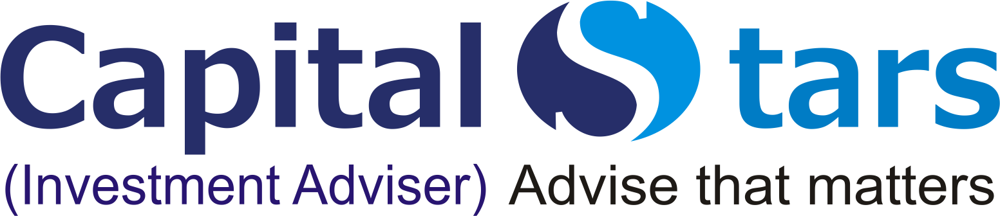 Capital Stars
(Investment Adviser) Advise that matters